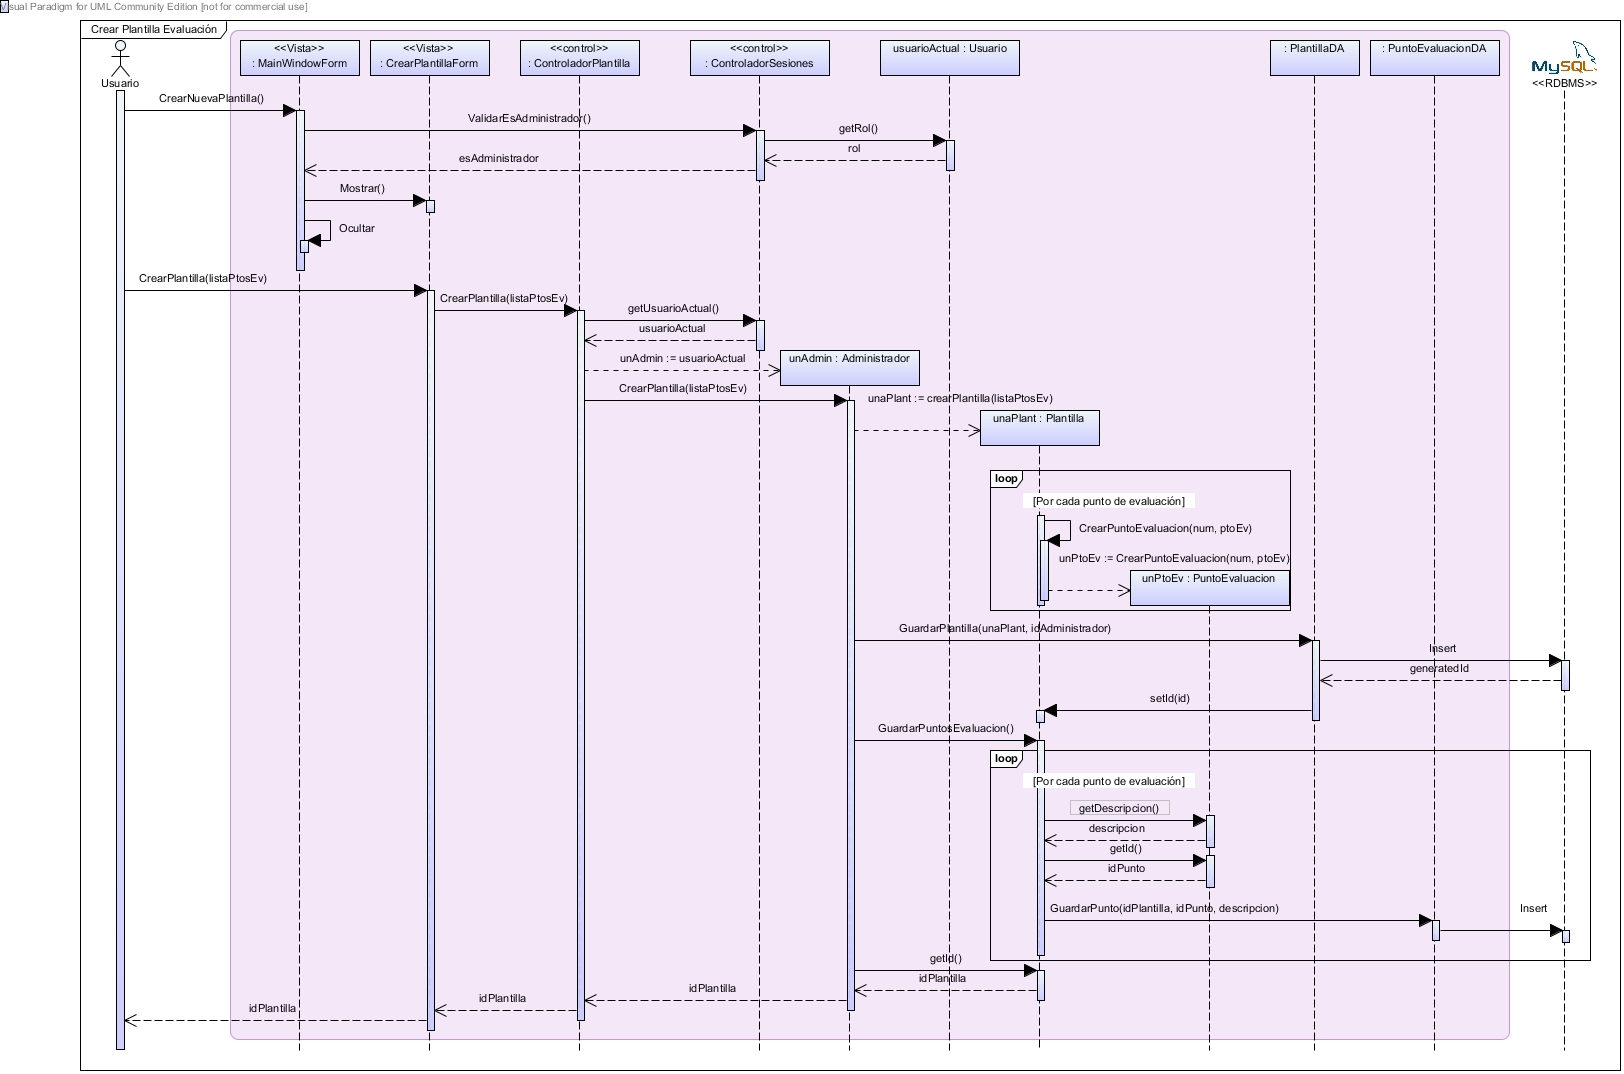 Visual Paradigm for UML Community Edition [not for commercial use]
Crear Plantilla Evaluación
Usuario
<<Vista>>
: MainWindowForm
<<Vista>>
: CrearPlantillaForm
<<control>>
: ControladorPlantilla
<<control>>
: ControladorSesiones
usuarioActual : Usuario
: PlantillaDA
: PuntoEvaluacionDA
MySQL
<<RDBMS>>
CrearNuevaPlantilla()
ValidarEsAdministrador()
getRol()
rol
esAdministrador
Mostrar()
Ocultar
CrearPlantilla(listaPtosEv)
CrearPlantilla(listaPtosEv)
getUsuarioActual()
usuarioActual
unAdmin := usuarioActual
unAdmin : Administrador
CrearPlantilla(listaPtosEv)
unaPlant := crearPlantilla(listaPtosEv)
unaPlant : Plantilla
loop
[Por cada punto de evaluación]
CrearPuntoEvaluacion(num, ptoEv)
unPtoEv := CrearPuntoEvaluacion(num, ptoEv)
unPtoEv : PuntoEvaluacion
GuardarPlantilla(unaPlant, idAdministrador)
Insert
generatedId
setId(id)
GuardarPuntosEvaluacion()
loop
[Por cada punto de evaluación]
getDescripcion()
descripcion
getId()
idPunto
GuardarPunto(idPlantilla, idPunto, descripcion)
Insert
getId()
idPlantilla
idPlantilla
idPlantilla
idPlantilla